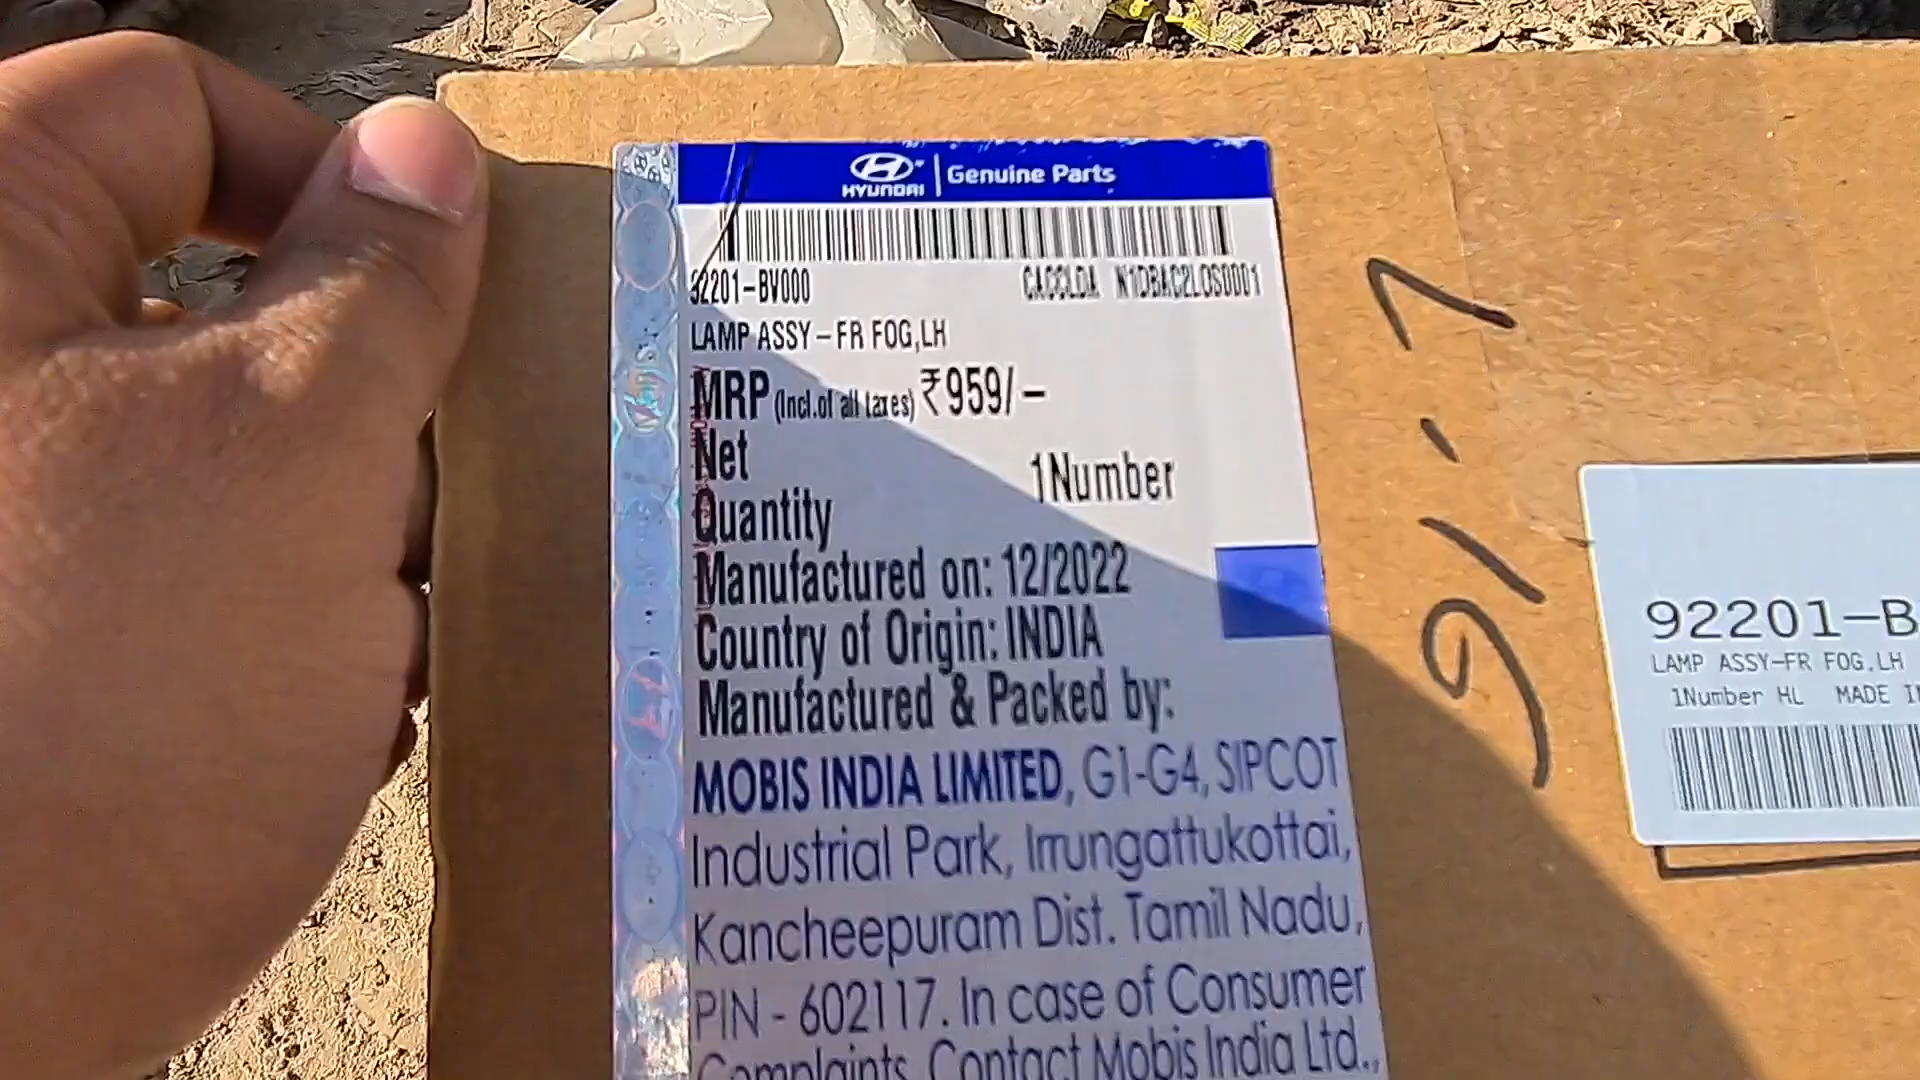 HYUNDAI | Genuine Parts
92201-BV000
LAMP ASSY-FR FOG,LH
MRP (Incl.of all taxes) ₹959/-
Net
Quantity 1Number
Manufactured on: 12/2022
Country of Origin: INDIA
Manufactured & Packed by:
MOBIS INDIA LIMITED, G1-G4, SIPCOT
Industrial Park, Irrungattukottai,
Kancheepuram Dist. Tamil Nadu,
PIN - 602117. In case of Consumer
Complaints, Contact Mobis India Ltd.,
92201-B
LAMP ASSY-FR FOG.LH
1Number HL MADE